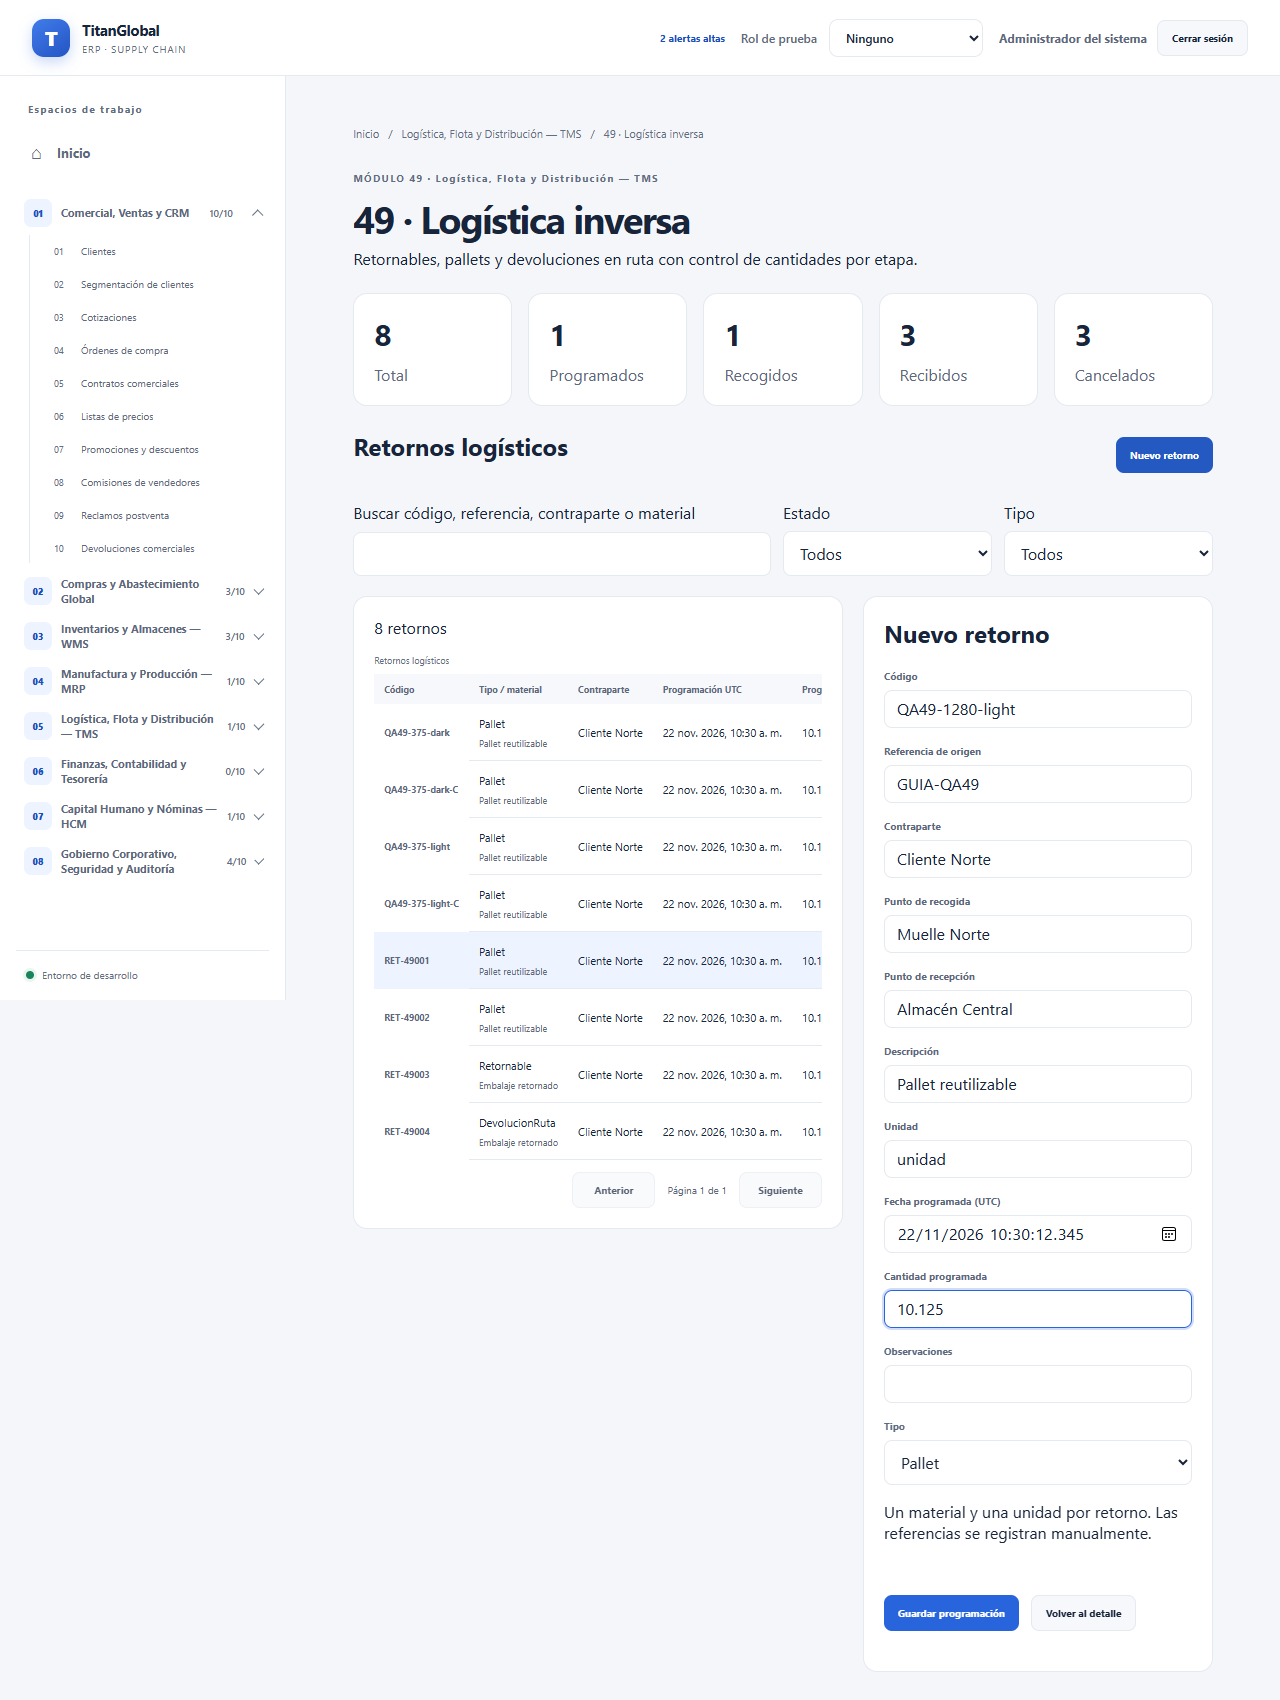 T
TitanGlobal
ERP · SUPPLY CHAIN
2 alertas altas
Rol de prueba
Ninguno
Administrador del sistema
Cerrar sesión
Espacios de trabajo
Inicio
01 Comercial, Ventas y CRM 10/10
01 Clientes
02 Segmentación de clientes
03 Cotizaciones
04 Órdenes de compra
05 Contratos comerciales
06 Listas de precios
07 Promociones y descuentos
08 Comisiones de vendedores
09 Reclamos postventa
10 Devoluciones comerciales
02 Compras y Abastecimiento Global 3/10
03 Inventarios y Almacenes — WMS 3/10
04 Manufactura y Producción — MRP 1/10
05 Logística, Flota y Distribución — TMS 1/10
06 Finanzas, Contabilidad y Tesorería 0/10
07 Capital Humano y Nóminas — HCM 1/10
08 Gobierno Corporativo, Seguridad y Auditoría 4/10
Entorno de desarrollo
Inicio / Logística, Flota y Distribución — TMS / 49 · Logística inversa
MÓDULO 49 · Logística, Flota y Distribución — TMS
49 · Logística inversa
Retornables, pallets y devoluciones en ruta con control de cantidades por etapa.
8 Total
1 Programados
1 Recogidos
3 Recibidos
3 Cancelados
Retornos logísticos
Nuevo retorno
Buscar código, referencia, contraparte o material
Estado
Todos
Tipo
Todos
8 retornos
Retornos logísticos
Código Tipo / material Contraparte Programación UTC Prog
QA49-375-dark Pallet Pallet reutilizable Cliente Norte 22 nov. 2026, 10:30 a. m. 10.1
QA49-375-dark-C Pallet Pallet reutilizable Cliente Norte 22 nov. 2026, 10:30 a. m. 10.1
QA49-375-light Pallet Pallet reutilizable Cliente Norte 22 nov. 2026, 10:30 a. m. 10.1
QA49-375-light-C Pallet Pallet reutilizable Cliente Norte 22 nov. 2026, 10:30 a. m. 10.1
RET-49001 Pallet Pallet reutilizable Cliente Norte 22 nov. 2026, 10:30 a. m. 10.1
RET-49002 Pallet Pallet reutilizable Cliente Norte 22 nov. 2026, 10:30 a. m. 10.1
RET-49003 Retornable Embalaje retornado Cliente Norte 22 nov. 2026, 10:30 a. m. 10.1
RET-49004 DevolucionRuta Embalaje retornado Cliente Norte 22 nov. 2026, 10:30 a. m. 10.1
Anterior
Página 1 de 1
Siguiente
Nuevo retorno
Código
QA49-1280-light
Referencia de origen
GUIA-QA49
Contraparte
Cliente Norte
Punto de recogida
Muelle Norte
Punto de recepción
Almacén Central
Descripción
Pallet reutilizable
Unidad
unidad
Fecha programada (UTC)
22/11/2026 10:30:12.345
Cantidad programada
10.125
Observaciones
Tipo
Pallet
Un material y una unidad por retorno. Las
referencias se registran manualmente.
Guardar programación
Volver al detalle